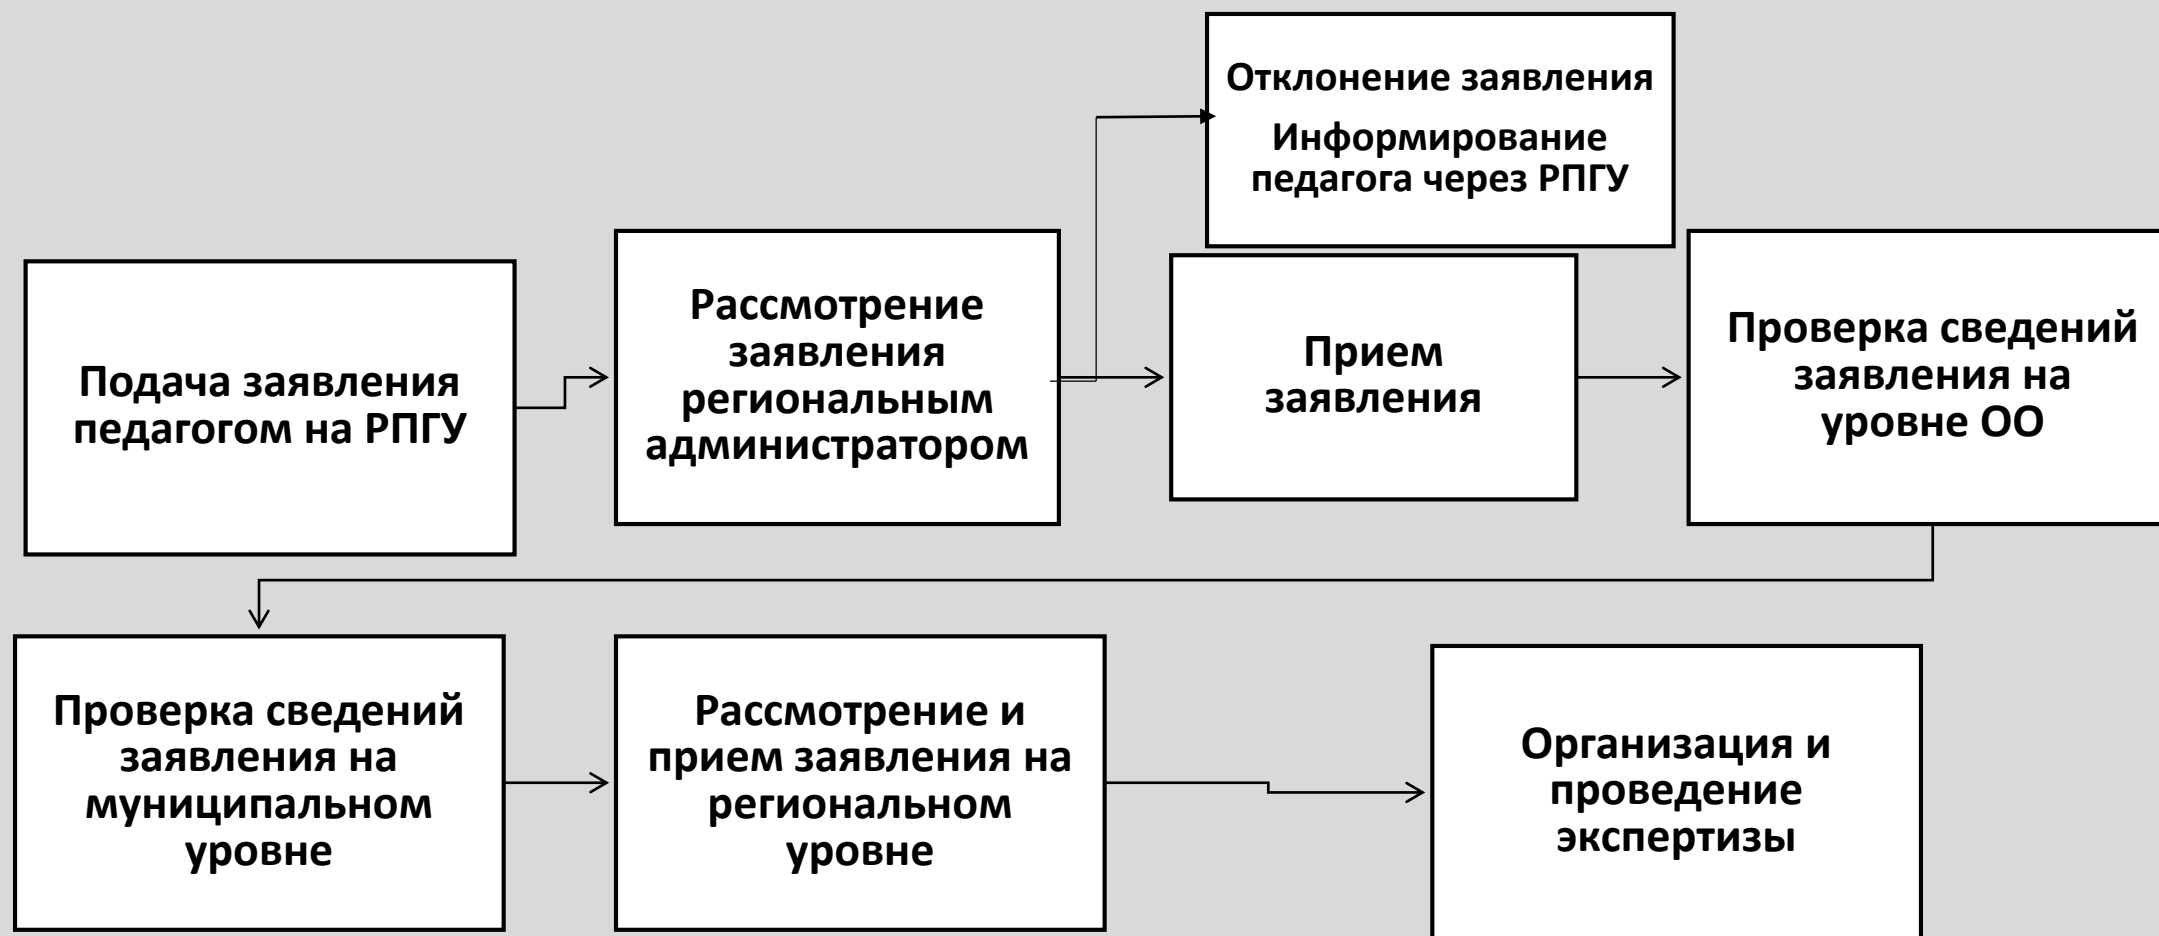 Отклонение заявления
Информирование
педагога через РПГУ
Подача заявления
педагогом на РПГУ
Рассмотрение
заявления
региональным
администратором
Прием
заявления
Проверка сведений
заявления на
уровне ОО
Проверка сведений
заявления на
муниципальном
уровне
Рассмотрение и
прием заявления на
региональном
уровне
Организация и
проведение
экспертизы